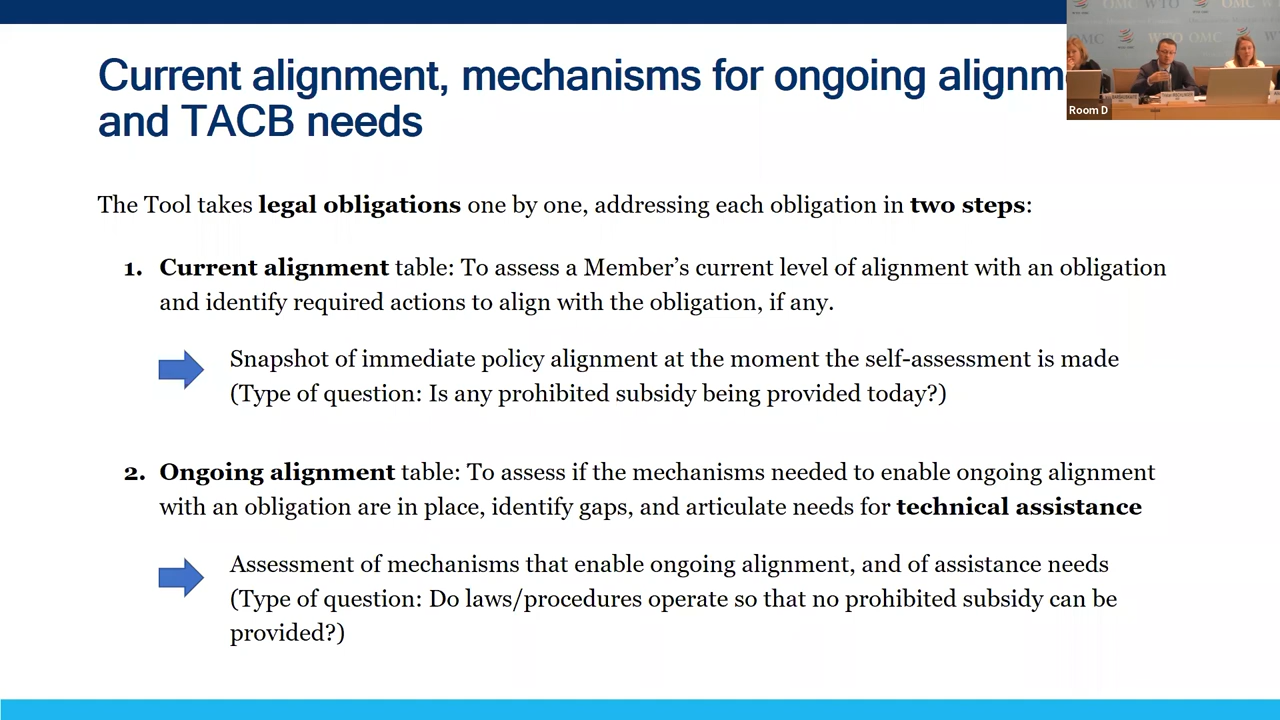 Current alignment, mechanisms for ongoing alignm
and TACB needs
OMC WTO OMC
OMC WTO OMC
Room D
The Tool takes legal obligations one by one, addressing each obligation in two steps:
1. Current alignment table: To assess a Member’s current level of alignment with an obligation
and identify required actions to align with the obligation, if any.
Snapshot of immediate policy alignment at the moment the self-assessment is made
(Type of question: Is any prohibited subsidy being provided today?)
2. Ongoing alignment table: To assess if the mechanisms needed to enable ongoing alignment
with an obligation are in place, identify gaps, and articulate needs for technical assistance
Assessment of mechanisms that enable ongoing alignment, and of assistance needs
(Type of question: Do laws/procedures operate so that no prohibited subsidy can be
provided?)